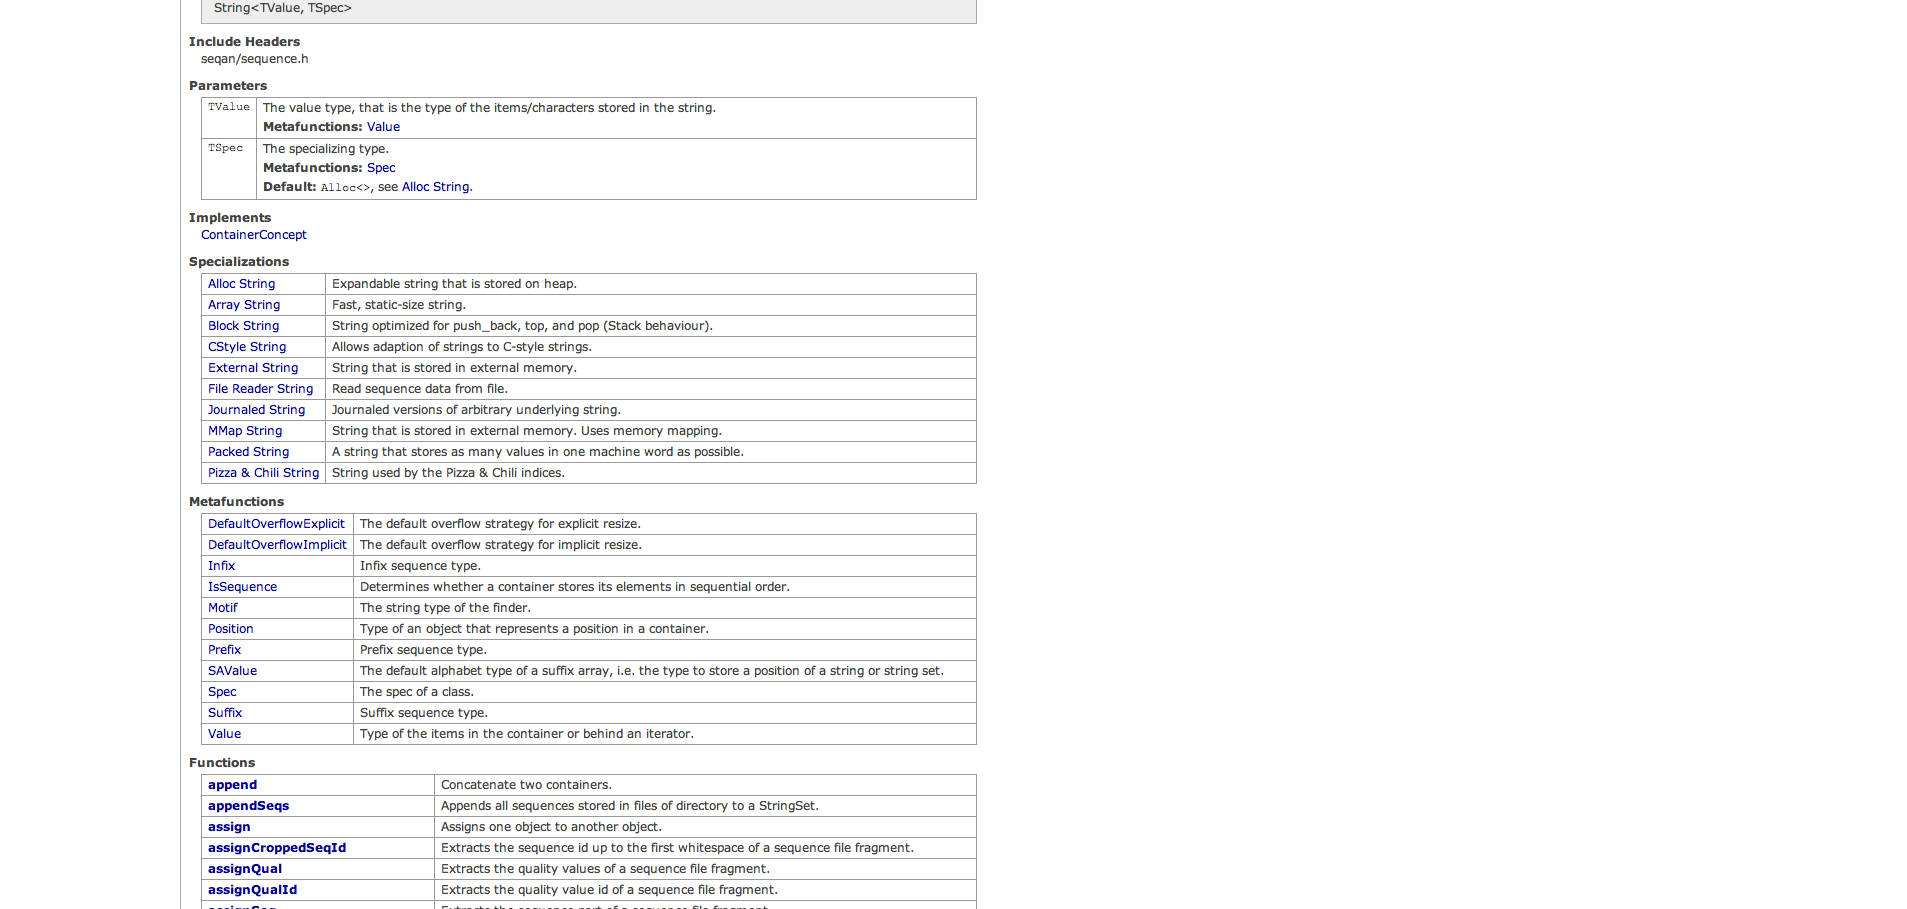 String<TValue, TSpec>
Include Headers
seqan/sequence.h
Parameters
TValue The value type, that is the type of the items/characters stored in the string.
Metafunctions: Value
TSpec The specializing type.
Metafunctions: Spec
Default: Alloc<>, see Alloc String.
Implements
ContainerConcept
Specializations
Alloc String Expandable string that is stored on heap.
Array String Fast, static-size string.
Block String String optimized for push_back, top, and pop (Stack behaviour).
CStyle String Allows adaption of strings to C-style strings.
External String String that is stored in external memory.
File Reader String Read sequence data from file.
Journaled String Journaled versions of arbitrary underlying string.
MMap String String that is stored in external memory. Uses memory mapping.
Packed String A string that stores as many values in one machine word as possible.
Pizza & Chili String String used by the Pizza & Chili indices.
Metafunctions
DefaultOverflowExplicit The default overflow strategy for explicit resize.
DefaultOverflowImplicit The default overflow strategy for implicit resize.
Infix Infix sequence type.
IsSequence Determines whether a container stores its elements in sequential order.
Motif The string type of the finder.
Position Type of an object that represents a position in a container.
Prefix Prefix sequence type.
SAValue The default alphabet type of a suffix array, i.e. the type to store a position of a string or string set.
Spec The spec of a class.
Suffix Suffix sequence type.
Value Type of the items in the container or behind an iterator.
Functions
append Concatenate two containers.
appendSeqs Appends all sequences stored in files of directory to a StringSet.
assign Assigns one object to another object.
assignCroppedSeqId Extracts the sequence id up to the first whitespace of a sequence file fragment.
assignQual Extracts the quality values of a sequence file fragment.
assignQualId Extracts the quality value id of a sequence file fragment.
assignSeq Extracts the sequence part of a sequence file fragment.